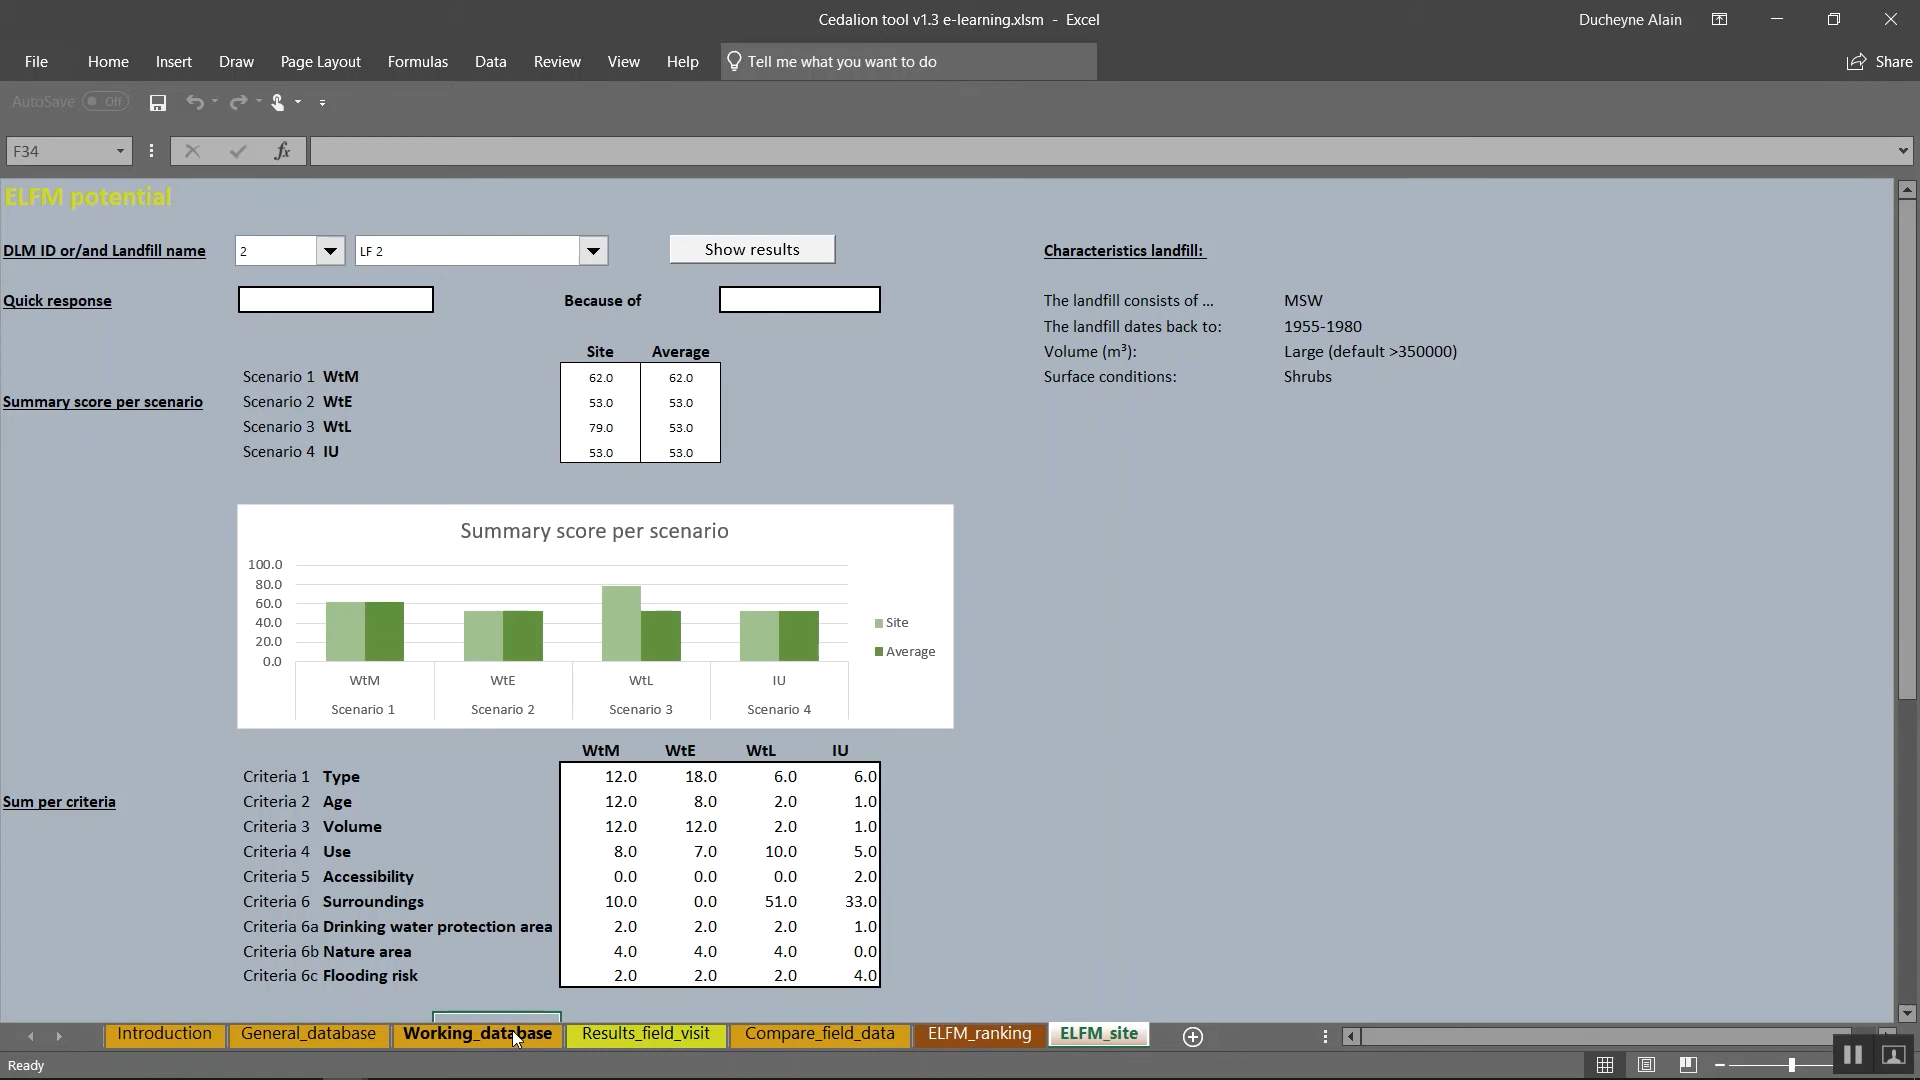 Cedalion tool v1.3 e-learning.xlsm - Excel
Ducheyne Alain
File Home Insert Draw Page Layout Formulas Data Review View Help Tell me what you want to do Share
AutoSave Off
F34 fx
ELFM potential
DLM ID or/and Landfill name 2 LF 2 Show results Characteristics landfill:
Quick response Because of The landfill consists of ... MSW
The landfill dates back to: 1955-1980
Site Average Volume (m³): Large (default >350000)
Scenario 1 WtM 62.0 62.0 Surface conditions: Shrubs
Summary score per scenario Scenario 2 WtE 53.0 53.0
Scenario 3 WtL 79.0 53.0
Scenario 4 IU 53.0 53.0
Summary score per scenario
100.0
80.0
60.0
40.0
20.0
0.0
Site
Average
WtM WtE WtL IU
Scenario 1 Scenario 2 Scenario 3 Scenario 4
WtM WtE WtL IU
Criteria 1 Type 12.0 18.0 6.0 6.0
Sum per criteria Criteria 2 Age 12.0 8.0 2.0 1.0
Criteria 3 Volume 12.0 12.0 2.0 1.0
Criteria 4 Use 8.0 7.0 10.0 5.0
Criteria 5 Accessibility 0.0 0.0 0.0 2.0
Criteria 6 Surroundings 10.0 0.0 51.0 33.0
Criteria 6a Drinking water protection area 2.0 2.0 2.0 1.0
Criteria 6b Nature area 4.0 4.0 4.0 0.0
Criteria 6c Flooding risk 2.0 2.0 2.0 4.0
Introduction General_database Working_database Results_field_visit Compare_field_data ELFM_ranking ELFM_site
Ready